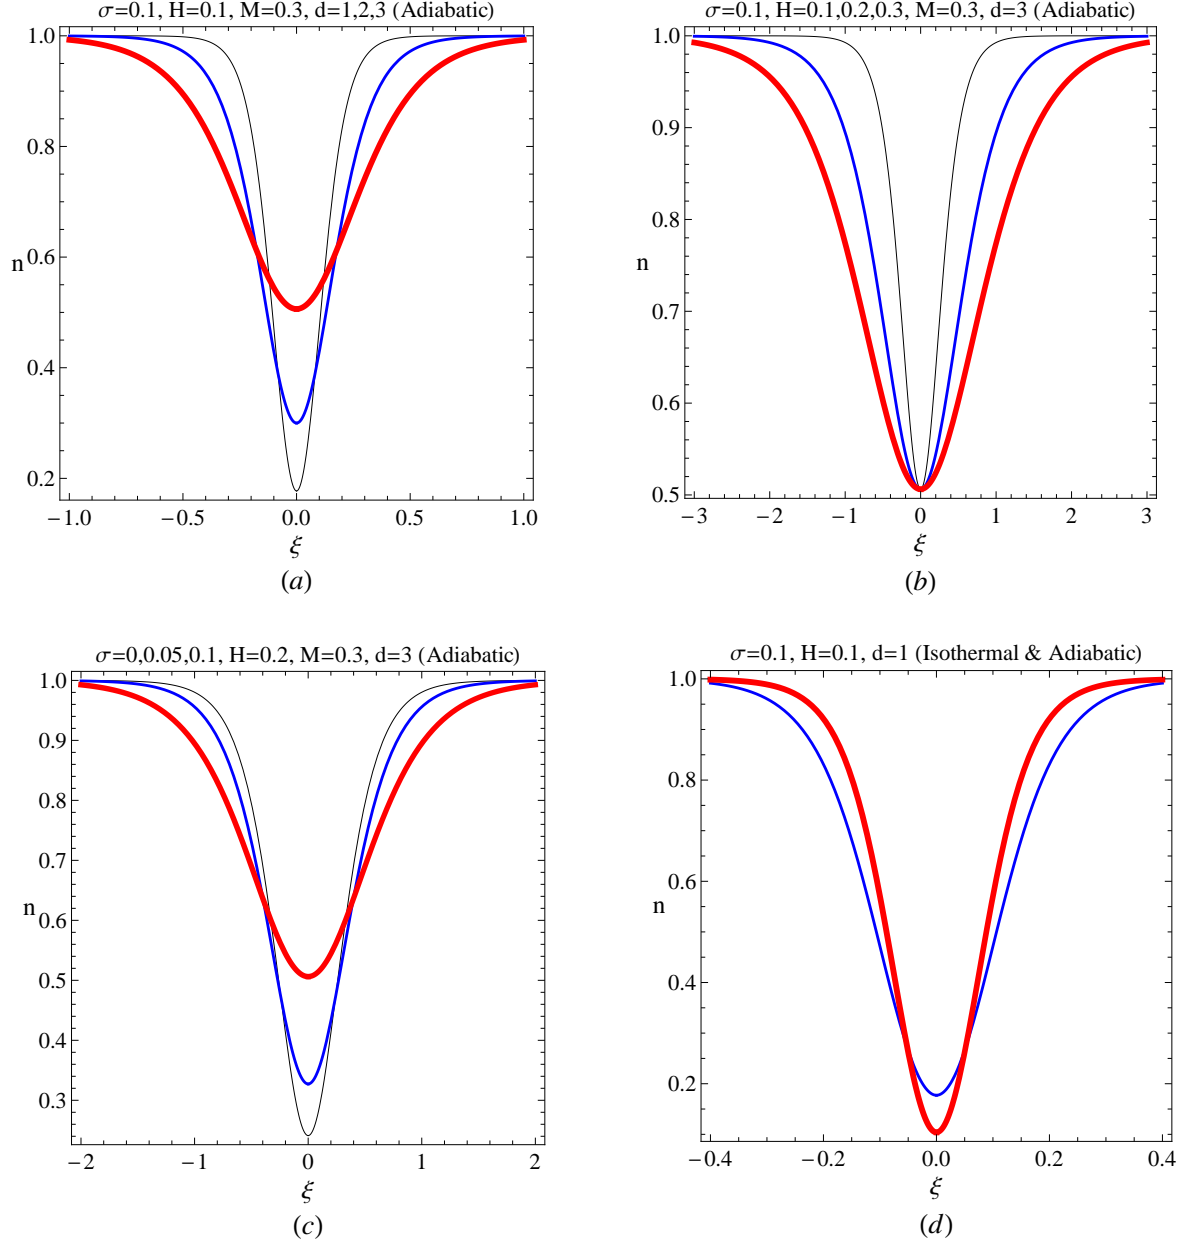 σ=0.1, H=0.1, M=0.3, d=1,2,3 (Adiabatic)
1.0
0.8
0.6
n
0.4
0.2
−1.0 −0.5 0.0 0.5 1.0
ξ
(a)
σ=0.1, H=0.1,0.2,0.3, M=0.3, d=3 (Adiabatic)
1.0
0.9
0.8
n
0.7
0.6
0.5
−3 −2 −1 0 1 2 3
ξ
(b)
σ=0,0.05,0.1, H=0.2, M=0.3, d=3 (Adiabatic)
1.0
0.9
0.8
0.7
n
0.6
0.5
0.4
0.3
−2 −1 0 1 2
ξ
(c)
σ=0.1, H=0.1, d=1 (Isothermal & Adiabatic)
1.0
0.8
0.6
n
0.4
0.2
−0.4 −0.2 0.0 0.2 0.4
ξ
(d)